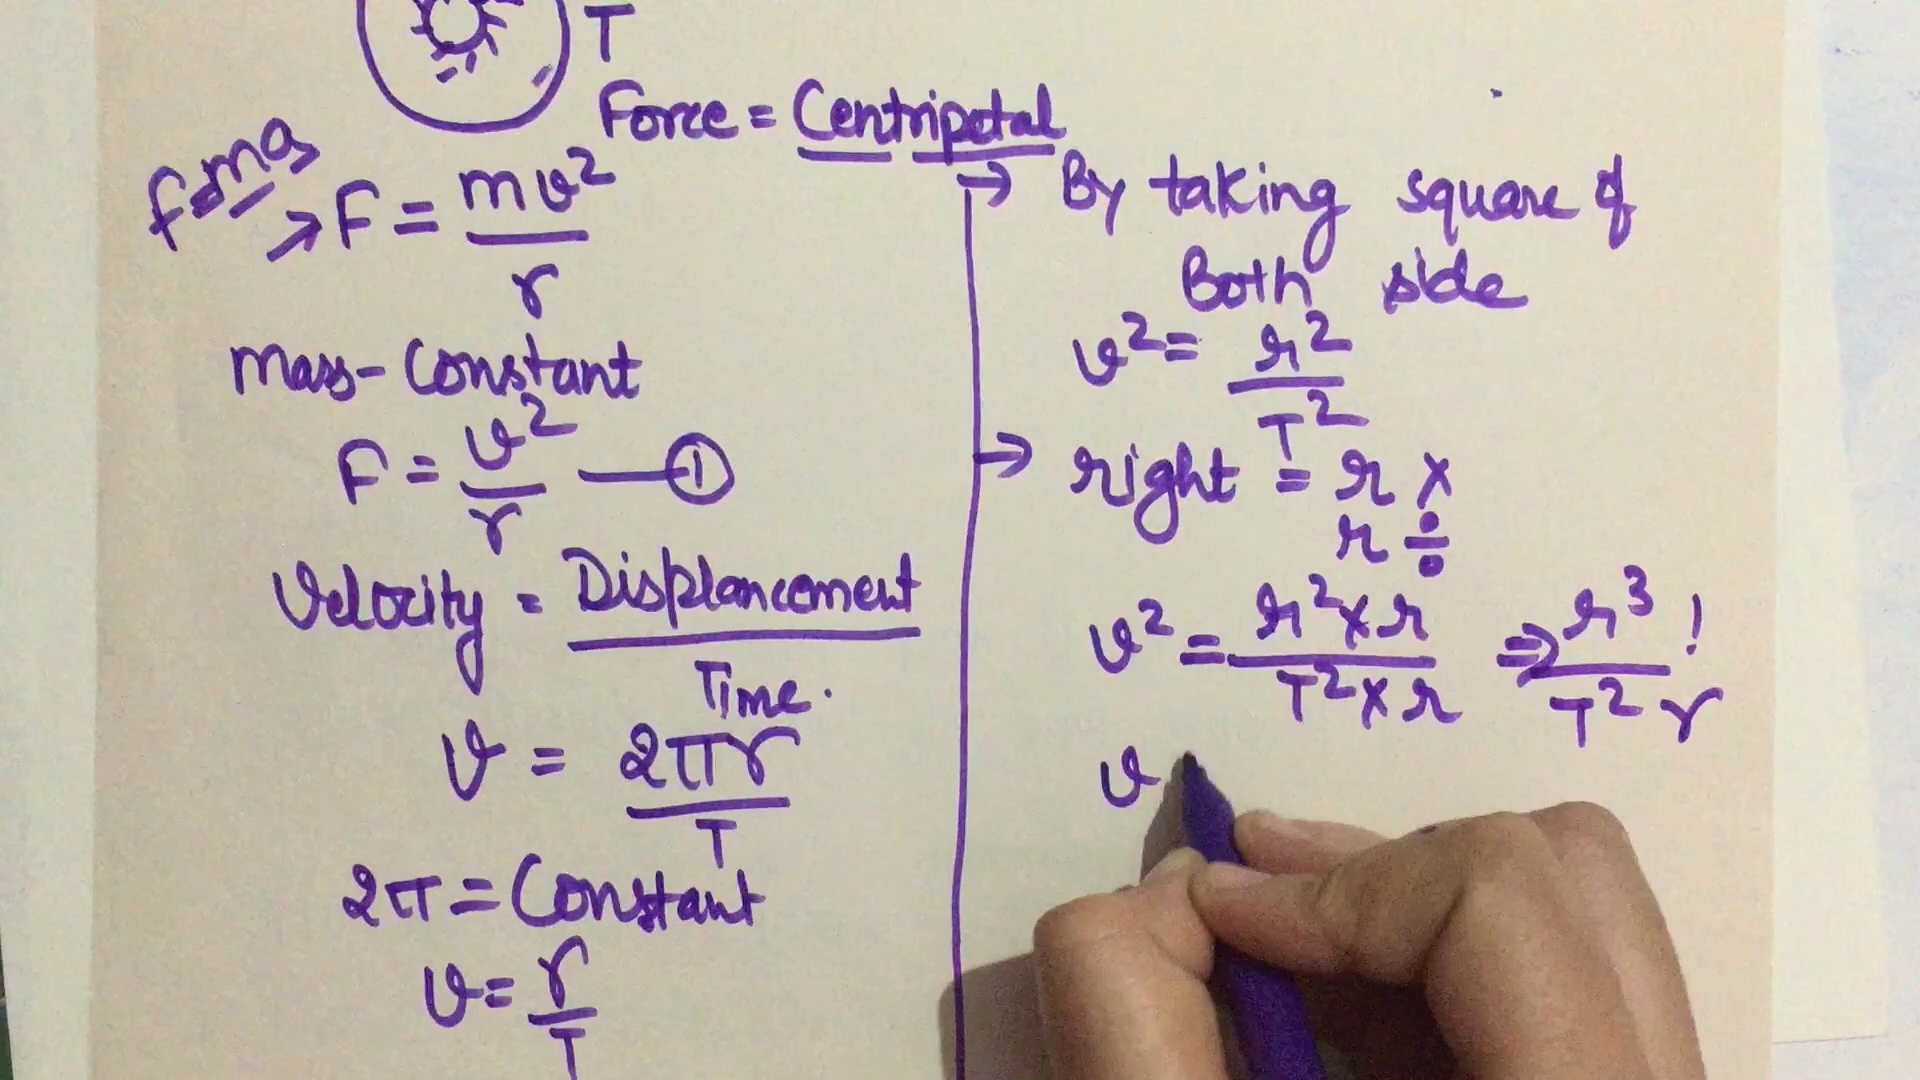 T
Force = Centripetal
F=ma
→ F = mv²/r
Mass - Constant
F = v²/r — ①
Velocity = Displancement/Time.
v = 2πr/T
2π = Constant
v = r/T
→ By taking square of
Both side
v² = r²/T²
→ right = r ×
r ÷
v² = r² × r/T² × r ⇒ r³/T² r !
v